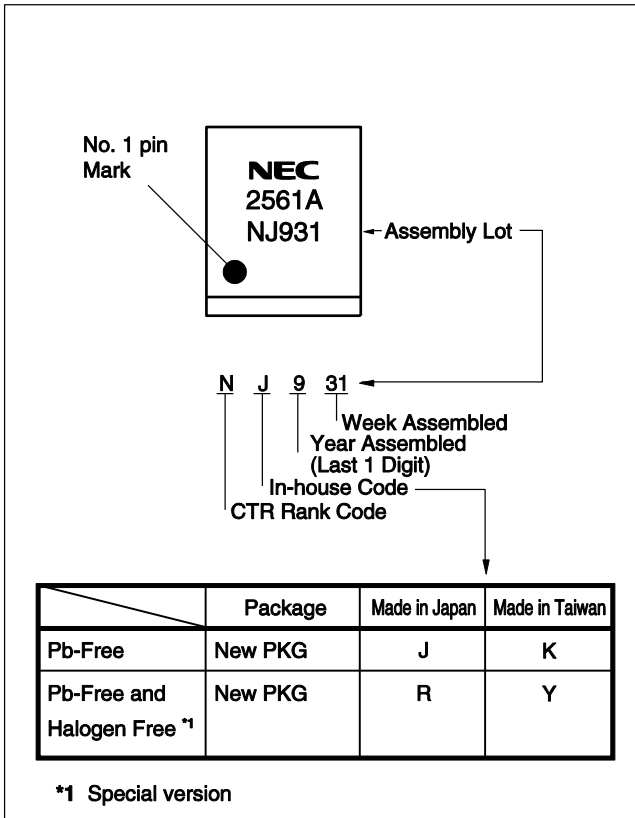 No. 1 pin
Mark
NEC
2561A
NJ931
Assembly Lot
N J 9 31
Week Assembled
Year Assembled
(Last 1 Digit)
In-house Code
CTR Rank Code
Package Made in Japan Made in Taiwan
Pb-Free New PKG J K
Pb-Free and New PKG R Y
Halogen Free *1
*1 Special version